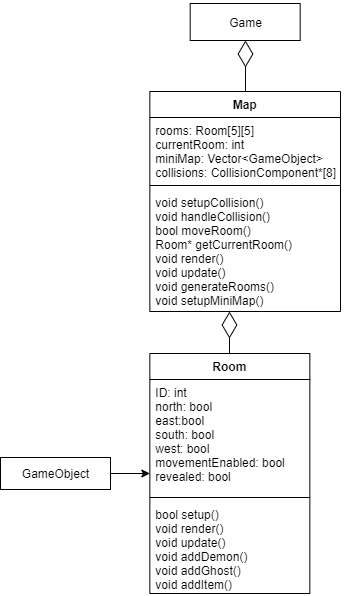 Game
Map
rooms: Room[5][5]
currentRoom: int
miniMap: Vector<GameObject>
collisions: CollisionComponent*[8]
void setupCollision()
void handleCollision()
bool moveRoom()
Room* getCurrentRoom()
void render()
void update()
void generateRooms()
void setupMiniMap()
Room
ID: int
north: bool
east:bool
south: bool
west: bool
movementEnabled: bool
revealed: bool
GameObject
bool setup()
void render()
void update()
void addDemon()
void addGhost()
void addItem()